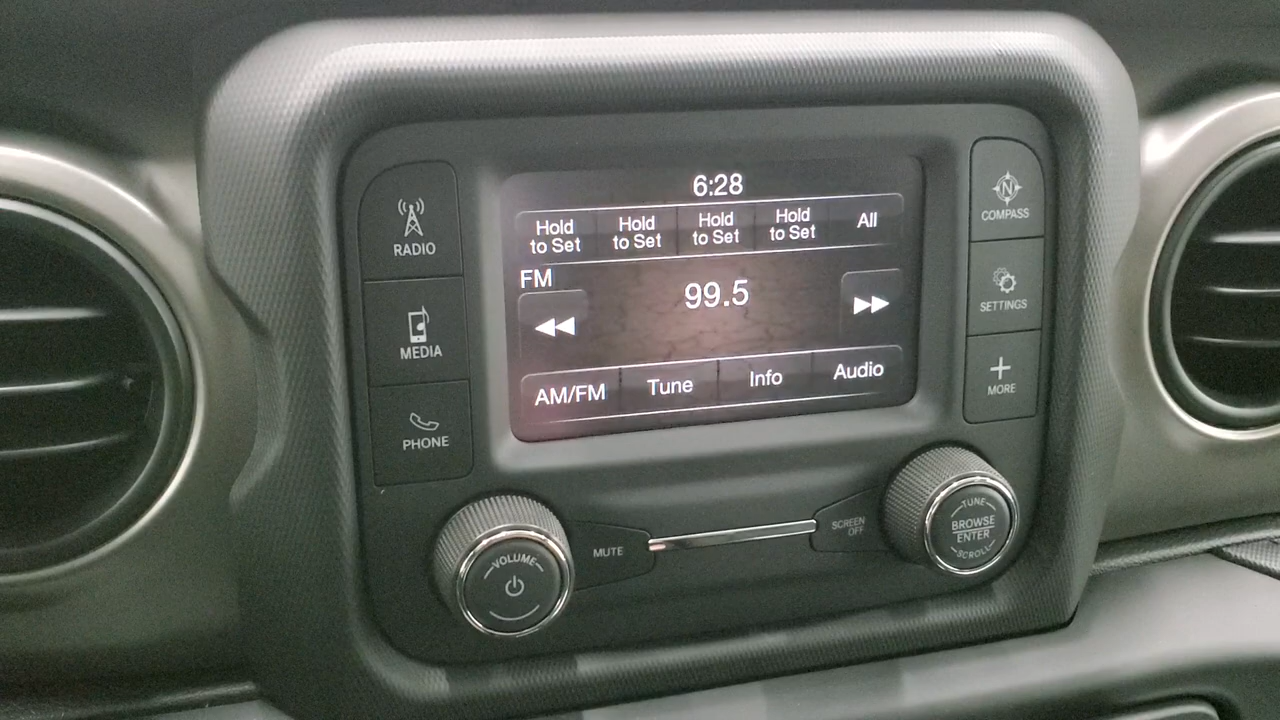 6:28
Hold
to Set
Hold
to Set
Hold
to Set
Hold
to Set
All
FM
99.5
AM/FM
Tune
Info
Audio
RADIO
MEDIA
PHONE
N
COMPASS
SETTINGS
MORE
VOLUME
MUTE
SCREEN
OFF
TUNE
BROWSE
ENTER
SCROLL